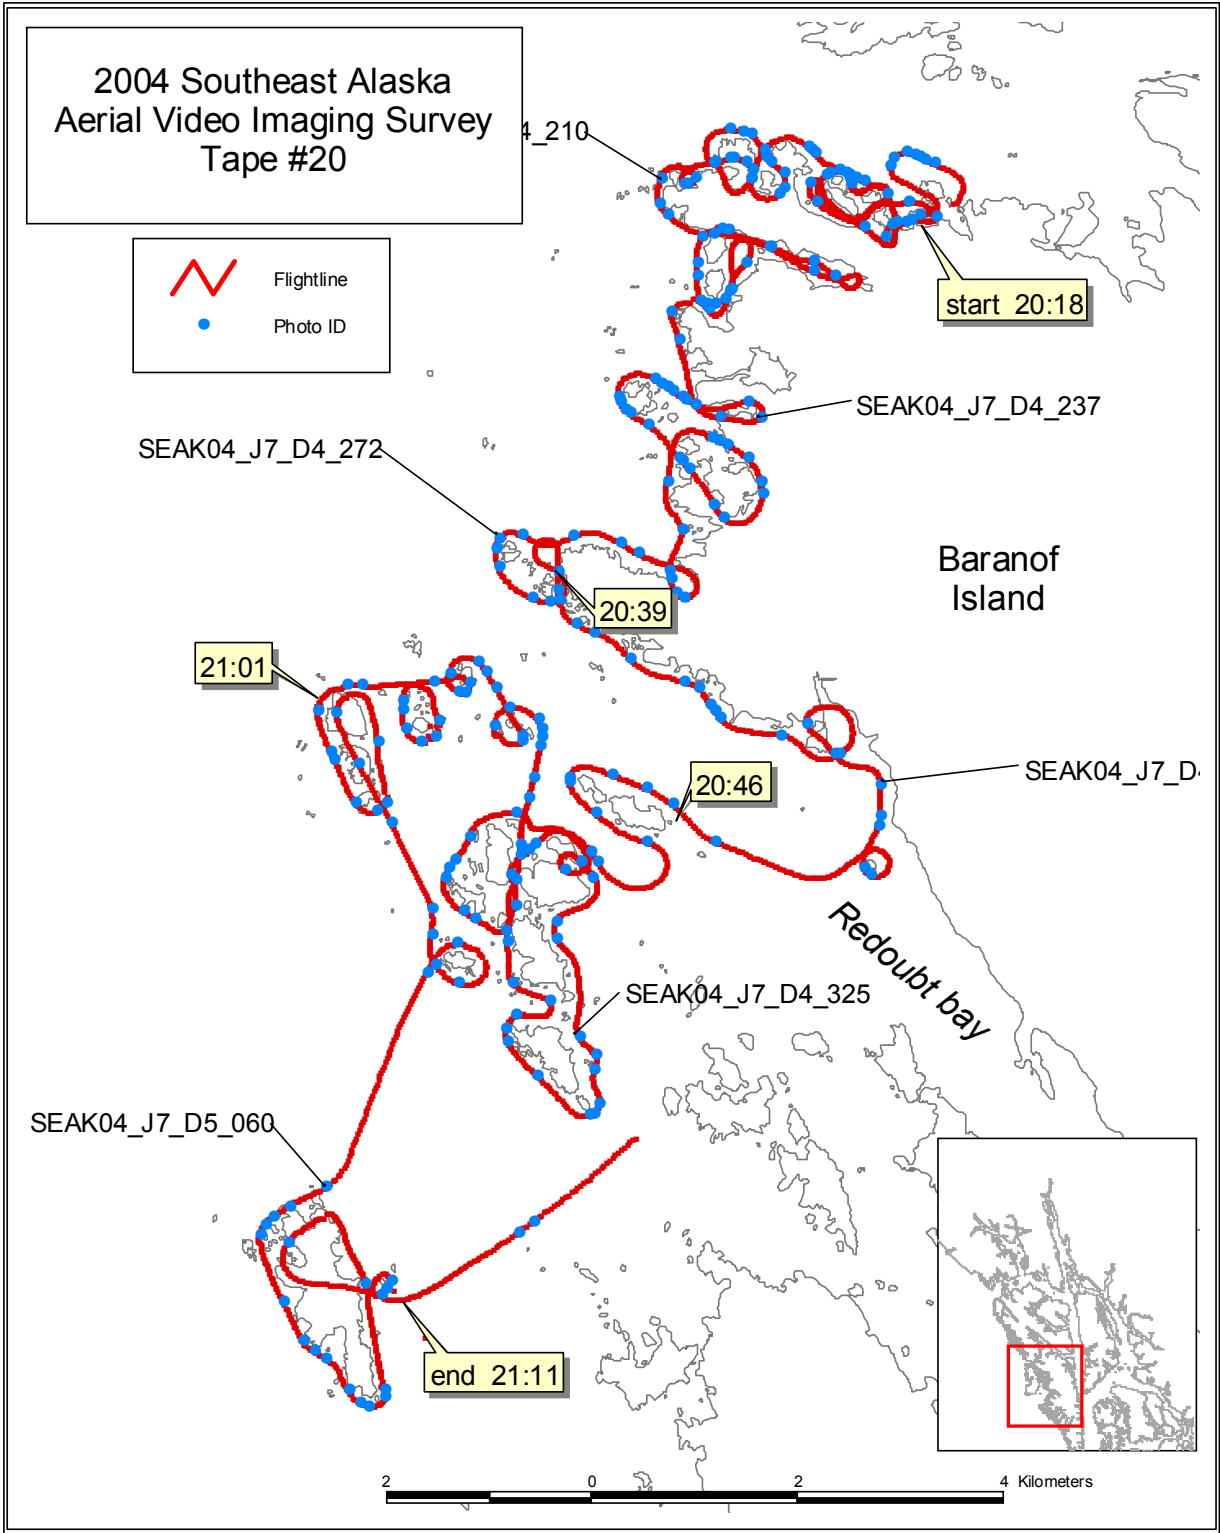 2004 Southeast Alaska
Aerial Video Imaging Survey
Tape #20
4_210
Flightline
Photo ID
start 20:18
SEAK04_J7_D4_237
SEAK04_J7_D4_272
Baranof
Island
20:39
21:01
20:46
SEAK04_J7_D4
Redoubt bay
SEAK04_J7_D4_325
SEAK04_J7_D5_060
end 21:11
2 0 2 4 Kilometers